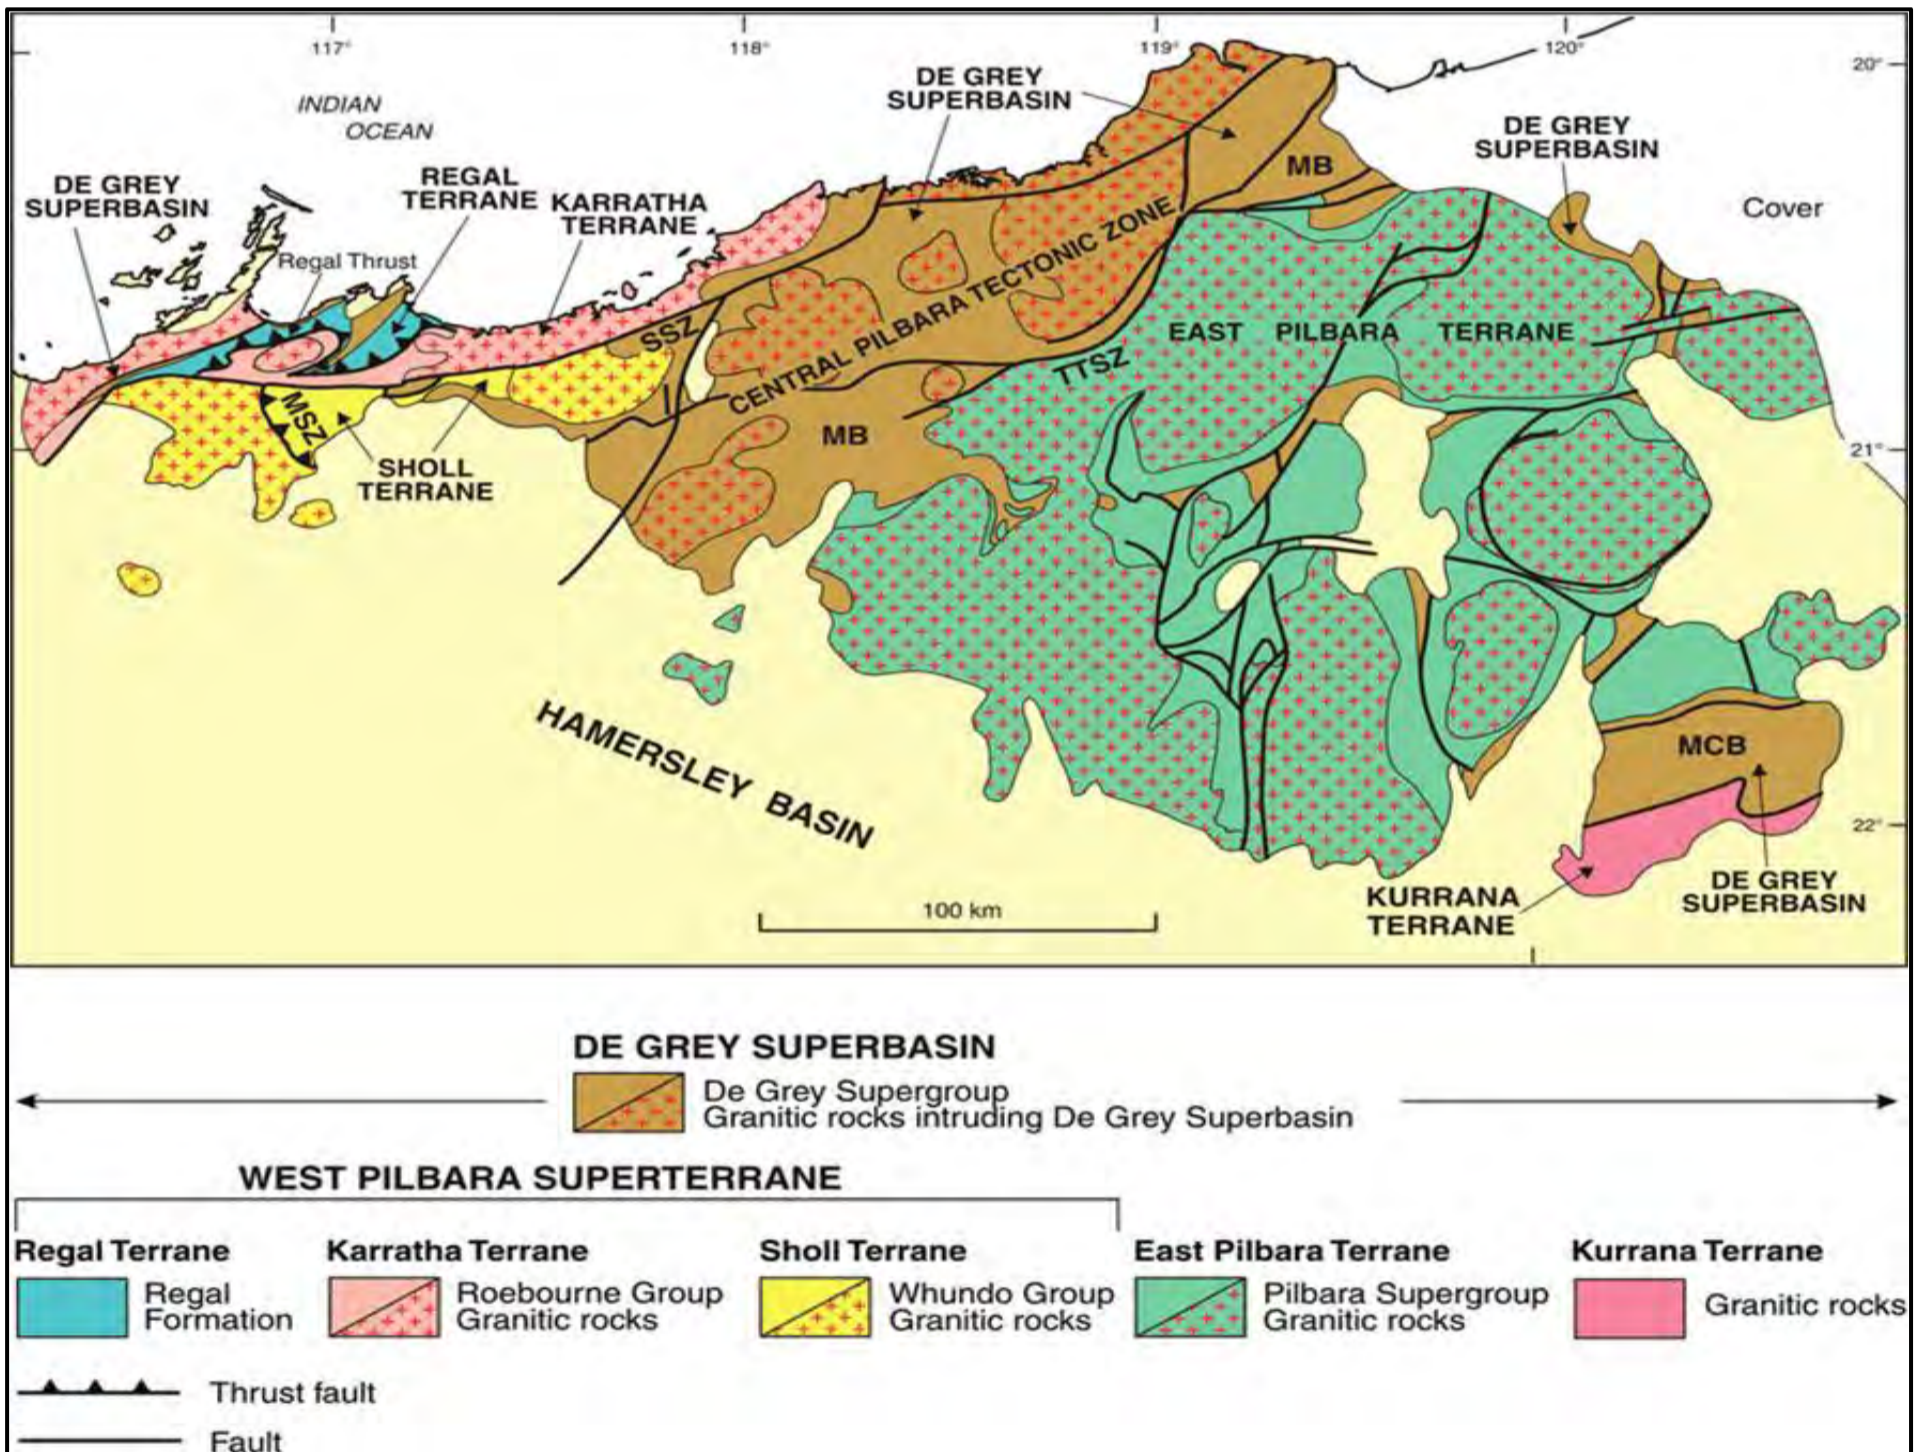 117°
118°
119°
120°
20°
INDIAN
OCEAN
DE GREY
SUPERBASIN
DE GREY
SUPERBASIN
DE GREY
SUPERBASIN
REGAL
TERRANE
KARRATHA
TERRANE
Regal Thrust
MB
Cover
SSZ
CENTRAL PILBARA TECTONIC ZONE
TTSZ
EAST PILBARA TERRANE
MSZ
MB
SHOLL
TERRANE
21°
HAMERSLEY BASIN
MCB
22°
100 km
KURRANA
TERRANE
DE GREY
SUPERBASIN
DE GREY SUPERBASIN
De Grey Supergroup
Granitic rocks intruding De Grey Superbasin
WEST PILBARA SUPERTERRANE
Regal Terrane
Karratha Terrane
Sholl Terrane
East Pilbara Terrane
Kurrana Terrane
Regal
Formation
Roebourne Group
Granitic rocks
Whundo Group
Granitic rocks
Pilbara Supergroup
Granitic rocks
Granitic rocks
Thrust fault
Fault